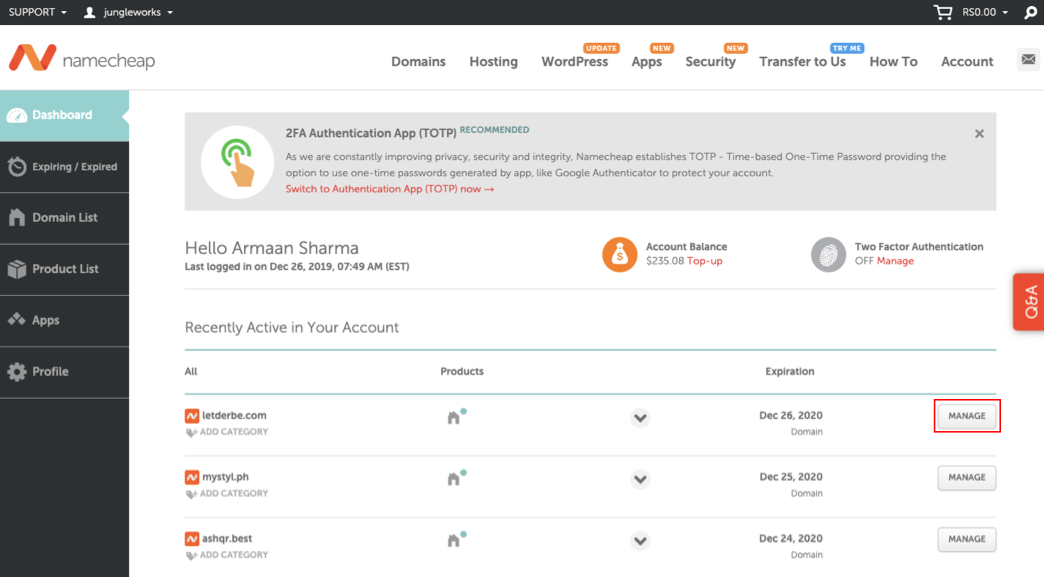 SUPPORT jungleworks RS0.00
namecheap
UPDATE NEW NEW TRY ME
Domains Hosting WordPress Apps Security Transfer to Us How To Account
Dashboard
Expiring / Expired
Domain List
Product List
Apps
Profile
2FA Authentication App (TOTP) RECOMMENDED
As we are constantly improving privacy, security and integrity, Namecheap establishes TOTP - Time-based One-Time Password providing the
option to use one-time passwords generated by app, like Google Authenticator to protect your account.
Switch to Authentication App (TOTP) now →
Hello Armaan Sharma
Last logged in on Dec 26, 2019, 07:49 AM (EST)
Account Balance
$235.08 Top-up
Two Factor Authentication
OFF Manage
Q&A
Recently Active in Your Account
All Products Expiration
letderbe.com Dec 26, 2020 MANAGE
ADD CATEGORY Domain
mystyl.ph Dec 25, 2020 MANAGE
ADD CATEGORY Domain
ashqr.best Dec 24, 2020 MANAGE
ADD CATEGORY Domain